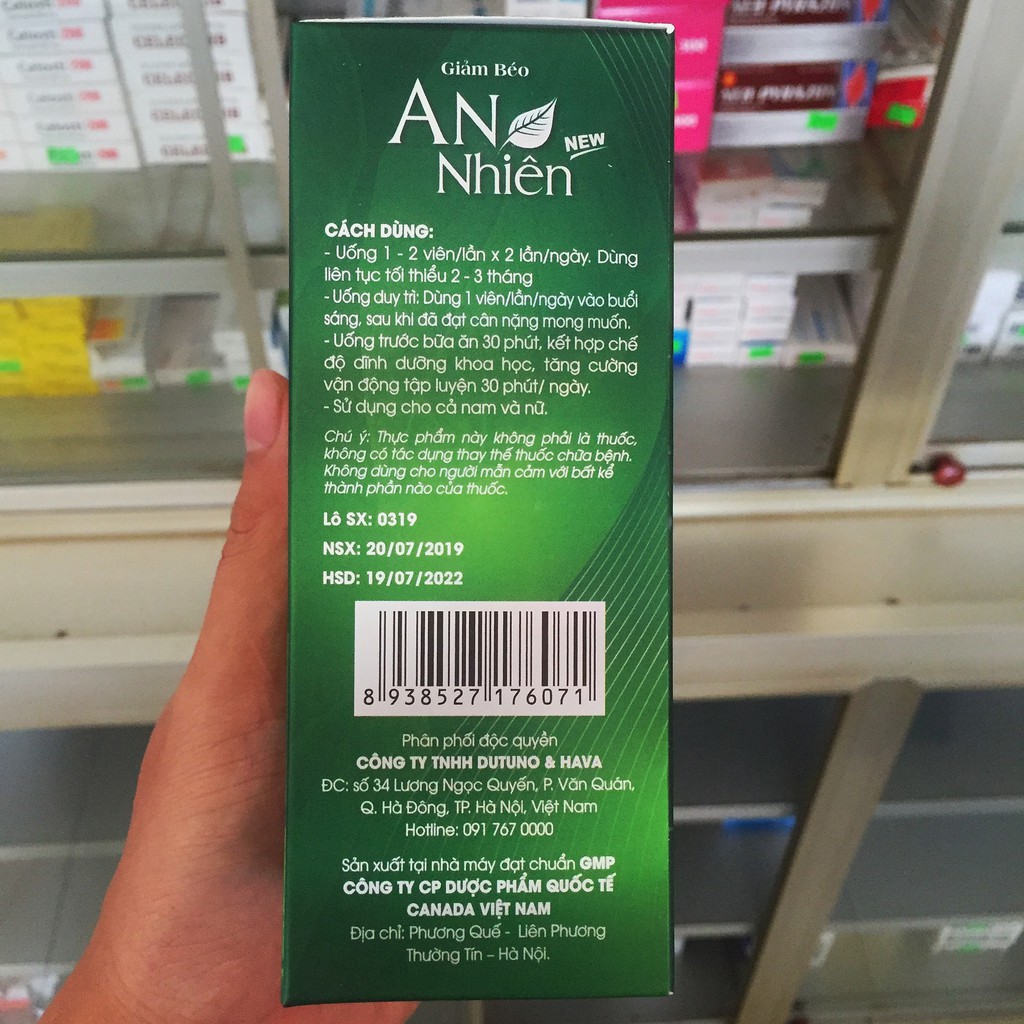 Giảm Béo
AN
Nhiên
NEW
CÁCH DÙNG:
- Uống 1 - 2 viên/lần x 2 lần/ngày. Dùng
liên tục tối thiểu 2 - 3 tháng
- Uống duy trì: Dùng 1 viên/lần/ngày vào buổi
sáng, sau khi đã đạt cân nặng mong muốn.
- Uống trước bữa ăn 30 phút, kết hợp chế
độ dĩnh dưỡng khoa học, tăng cường
vận động tập luyện 30 phút/ ngày.
- Sử dụng cho cả nam và nữ.
Chú ý: Thực phẩm này không phải là thuốc,
không có tác dụng thay thế thuốc chữa bệnh.
Không dùng cho người mẫn cảm với bất kể
thành phần nào của thuốc.
Lô SX: 0319
NSX: 20/07/2019
HSD: 19/07/2022
8 938527 176071
Phân phối độc quyền
CÔNG TY TNHH DUTUNO & HAVA
ĐC: số 34 Lương Ngọc Quyến, P. Văn Quán,
Q. Hà Đông, TP. Hà Nội, Việt Nam
Hotline: 091 767 0000
Sản xuất tại nhà máy đạt chuẩn GMP
CÔNG TY CP DƯỢC PHẨM QUỐC TẾ
CANADA VIỆT NAM
Địa chỉ: Phương Quế - Liên Phương
Thường Tín – Hà Nội.